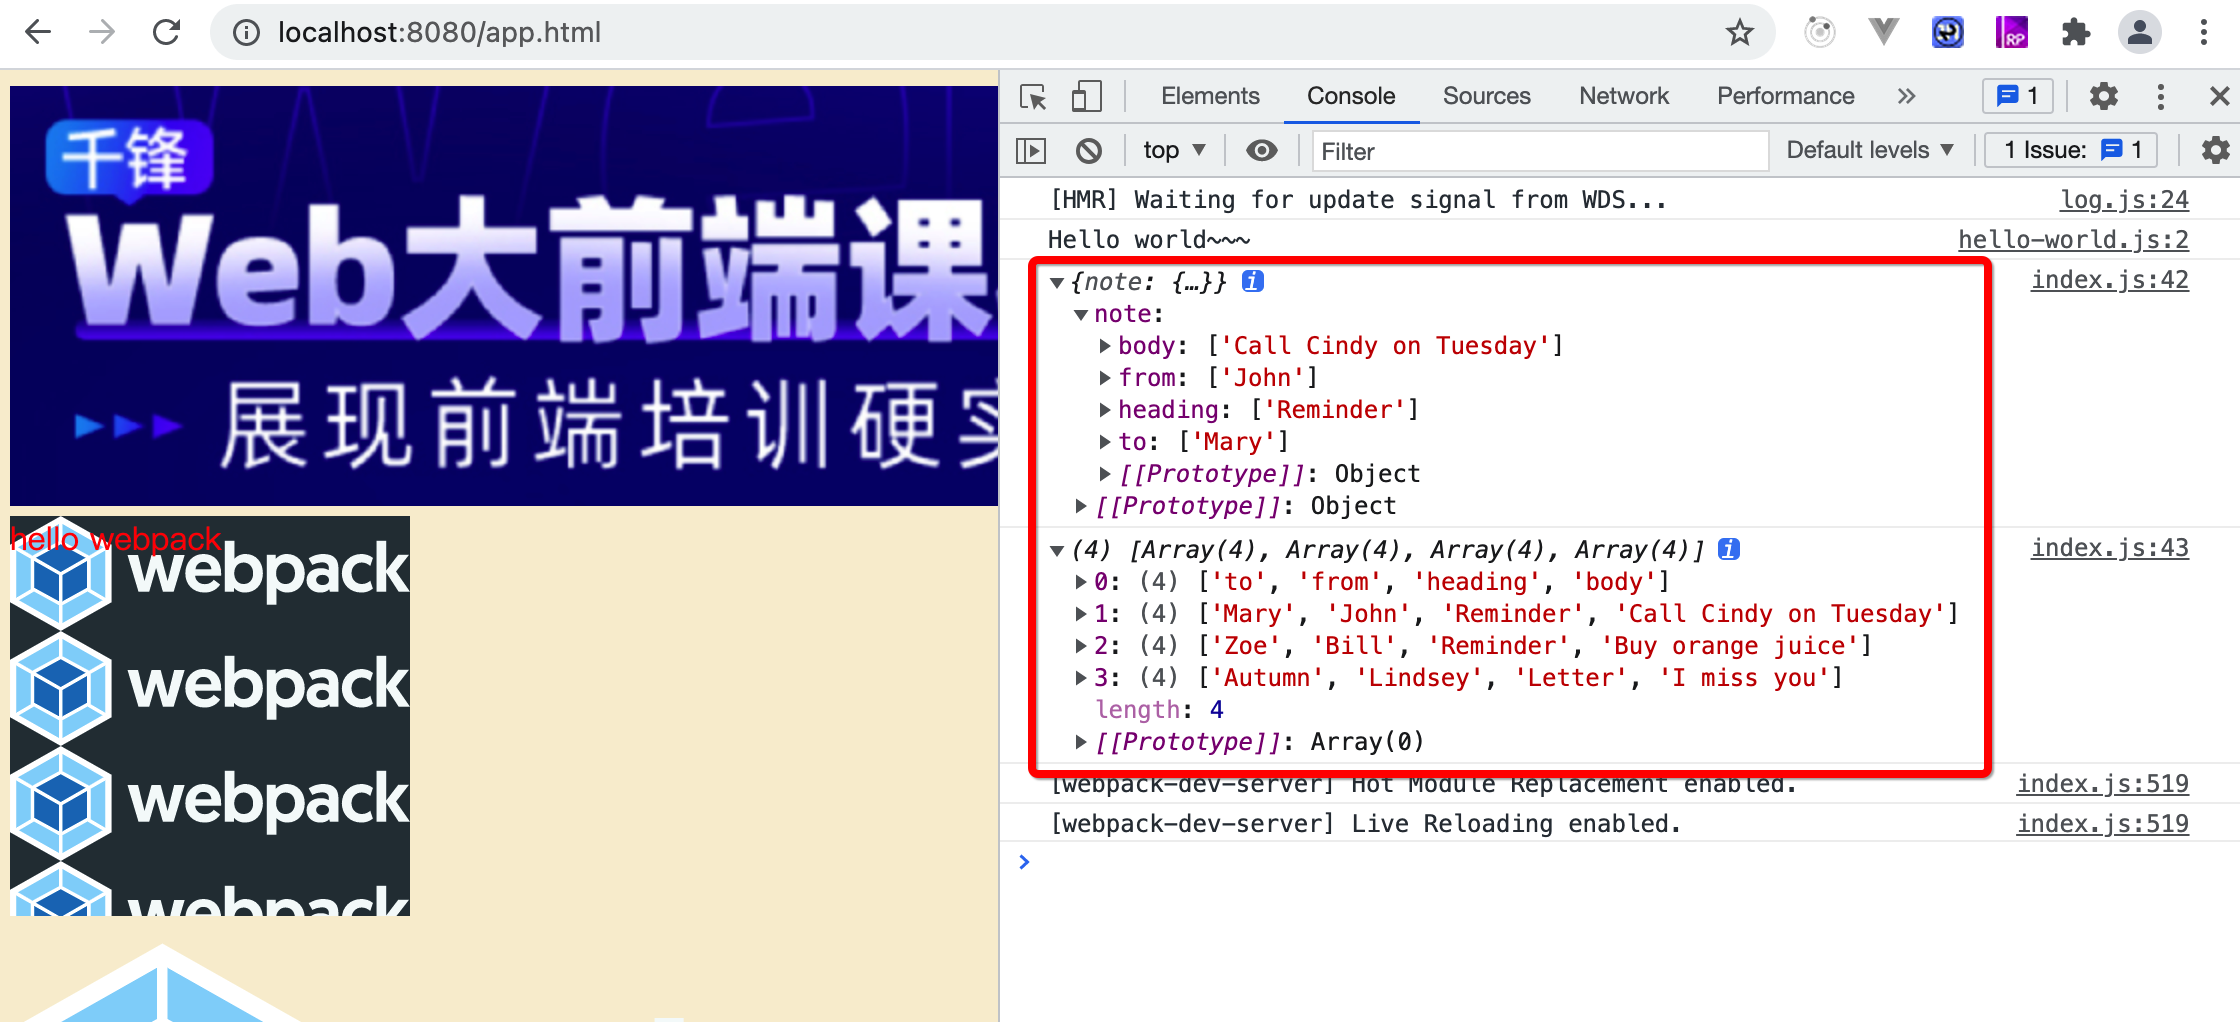 localhost:8080/app.html
RP
千锋
Web大前端课
展现前端培训硬实
hello webpack
webpack
webpack
webpack
webpack
Elements Console Sources Network Performance 1
top Filter Default levels 1 Issue: 1
[HMR] Waiting for update signal from WDS... log.js:24
Hello world~~~ hello-world.js:2
{note: {…}} i index.js:42
note:
body: ['Call Cindy on Tuesday']
from: ['John']
heading: ['Reminder']
to: ['Mary']
[[Prototype]]: Object
[[Prototype]]: Object
(4) [Array(4), Array(4), Array(4), Array(4)] i index.js:43
0: (4) ['to', 'from', 'heading', 'body']
1: (4) ['Mary', 'John', 'Reminder', 'Call Cindy on Tuesday']
2: (4) ['Zoe', 'Bill', 'Reminder', 'Buy orange juice']
3: (4) ['Autumn', 'Lindsey', 'Letter', 'I miss you']
length: 4
[[Prototype]]: Array(0)
[webpack-dev-server] Hot Module Replacement enabled. index.js:519
[webpack-dev-server] Live Reloading enabled. index.js:519